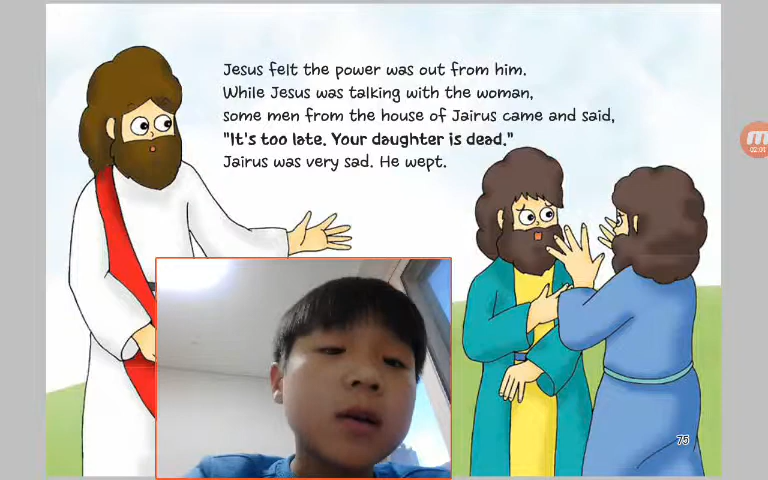 Jesus felt the power was out from him.
While Jesus was talking with the woman,
some men from the house of Jairus came and said,
"It's too late. Your daughter is dead."
Jairus was very sad. He wept.
M
02:01
75